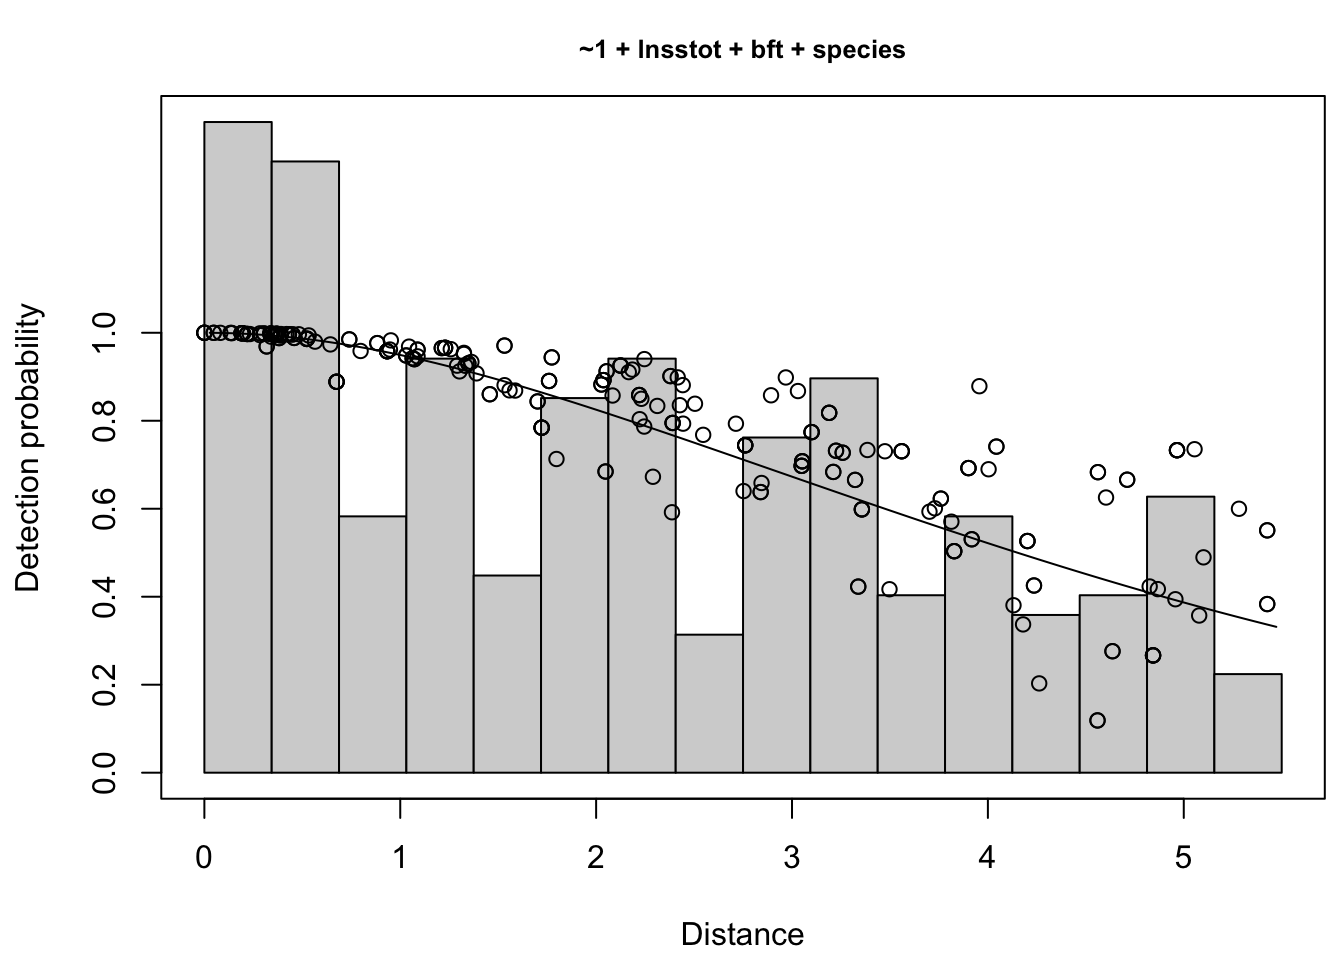 ~1 + lnsstot + bft + species
Detection probability
1.0
0.8
0.6
0.4
0.2
0.0
0 1 2 3 4 5
Distance